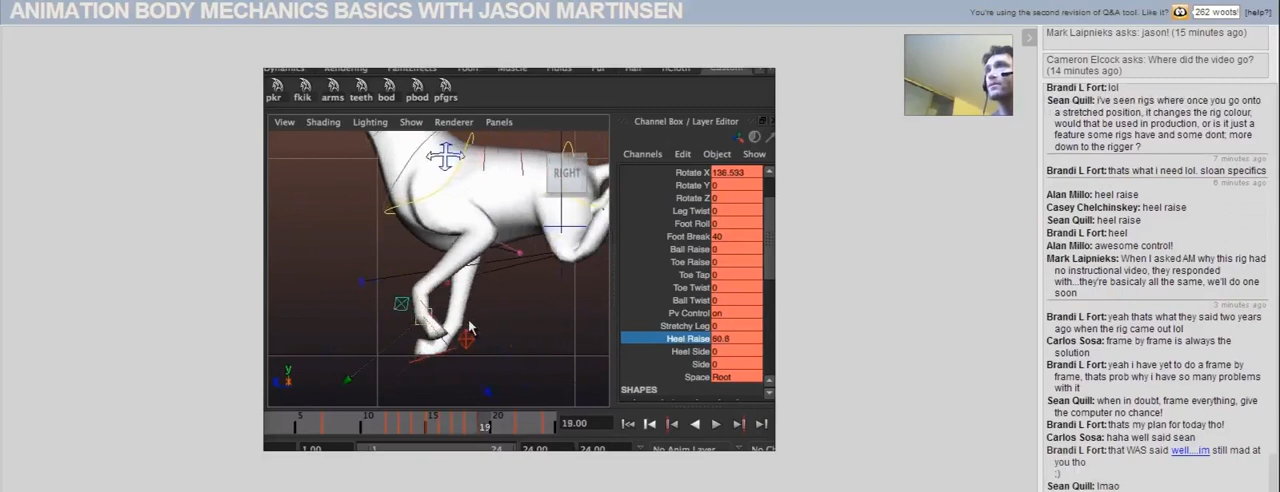 ANIMATION BODY MECHANICS BASICS WITH JASON MARTINSEN
You're using the second revision of Q&A tool. Like it? 262 woots! [help?]
pkr fkik arms teeth bod pbod pfgrs
View Shading Lighting Show Renderer Panels
RIGHT
y
Channel Box / Layer Editor
Channels Edit Object Show
Rotate X 136.533
Rotate Y 0
Rotate Z 0
Leg Twist 0
Foot Roll 0
Foot Break 40
Ball Raise 0
Toe Raise 0
Toe Tap 0
Toe Twist 0
Ball Twist 0
Pv Control on
Stretchy Leg 0
Heel Raise 60.8
Heel Side 0
Side 0
Space Root
SHAPES
5 10 15 19 20 19.00
1.00 1 24 24.00 24.00 No Anim Layer
Mark Laipnieks asks: jason! (15 minutes ago)
Cameron Elcock asks: Where did the video go?
(14 minutes ago)
Brandi L Fort: lol
Sean Quill: i've seen rigs where once you go onto
a stretched position, it changes the rig colour,
would that be used in production, or is it just a
feature some rigs have and some dont; more
down to the rigger ?
7 minutes ago
Brandi L Fort: thats what i need lol. sloan specifics
6 minutes ago
Alan Millo: heel raise
Casey Chelchinskey: heel raise
Sean Quill: heel raise
Brandi L Fort: heel
Alan Millo: awesome control!
Mark Laipnieks: When I asked AM why this rig had
no instructional video, they responded
with...they're basicaly all the same, we'll do one
soon
3 minutes ago
Brandi L Fort: yeah thats what they said two years
ago when the rig came out lol
Carlos Sosa: frame by frame is always the
solution
Brandi L Fort: yeah i have yet to do a frame by
frame, thats prob why i have so many problems
with it
Sean Quill: when in doubt, frame everything, give
the computer no chance!
Brandi L Fort: thats my plan for today tho!
Carlos Sosa: haha well said sean
Brandi L Fort: that WAS said well....im still mad at
you tho
;)
Sean Quill: lmao